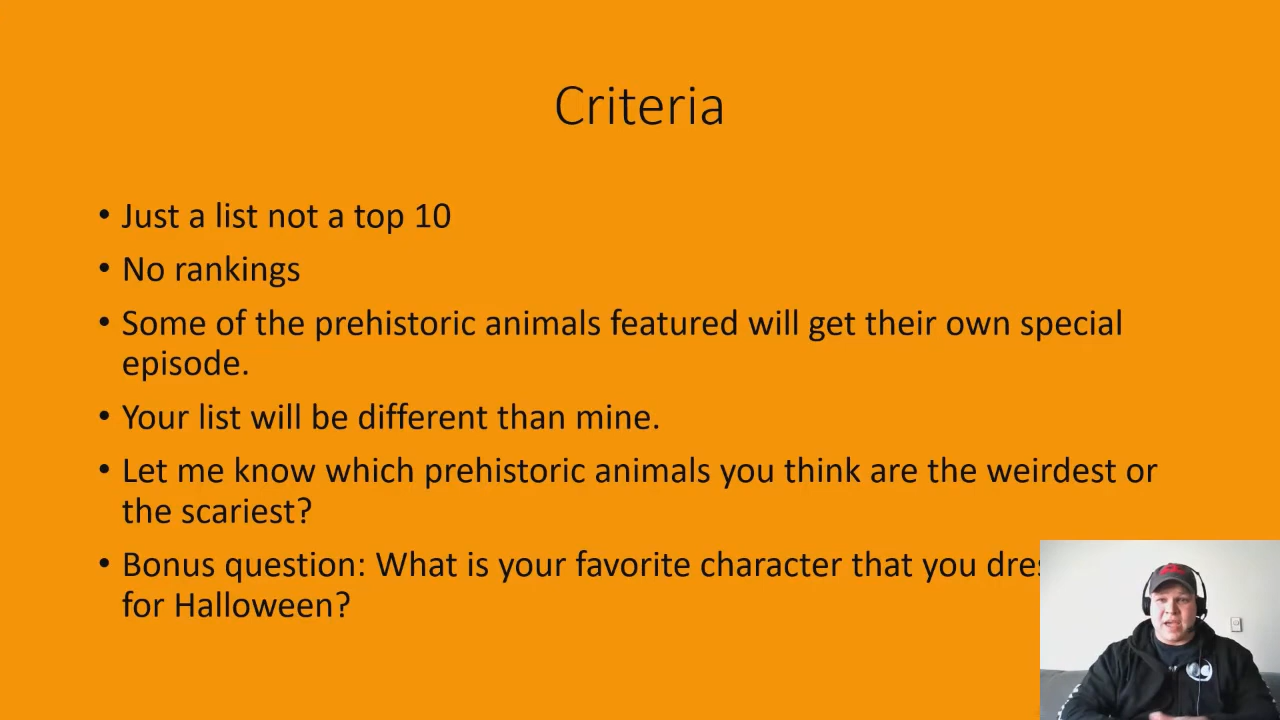 Criteria
• Just a list not a top 10
• No rankings
• Some of the prehistoric animals featured will get their own special
episode.
• Your list will be different than mine.
• Let me know which prehistoric animals you think are the weirdest or
the scariest?
• Bonus question: What is your favorite character that you
for Halloween?